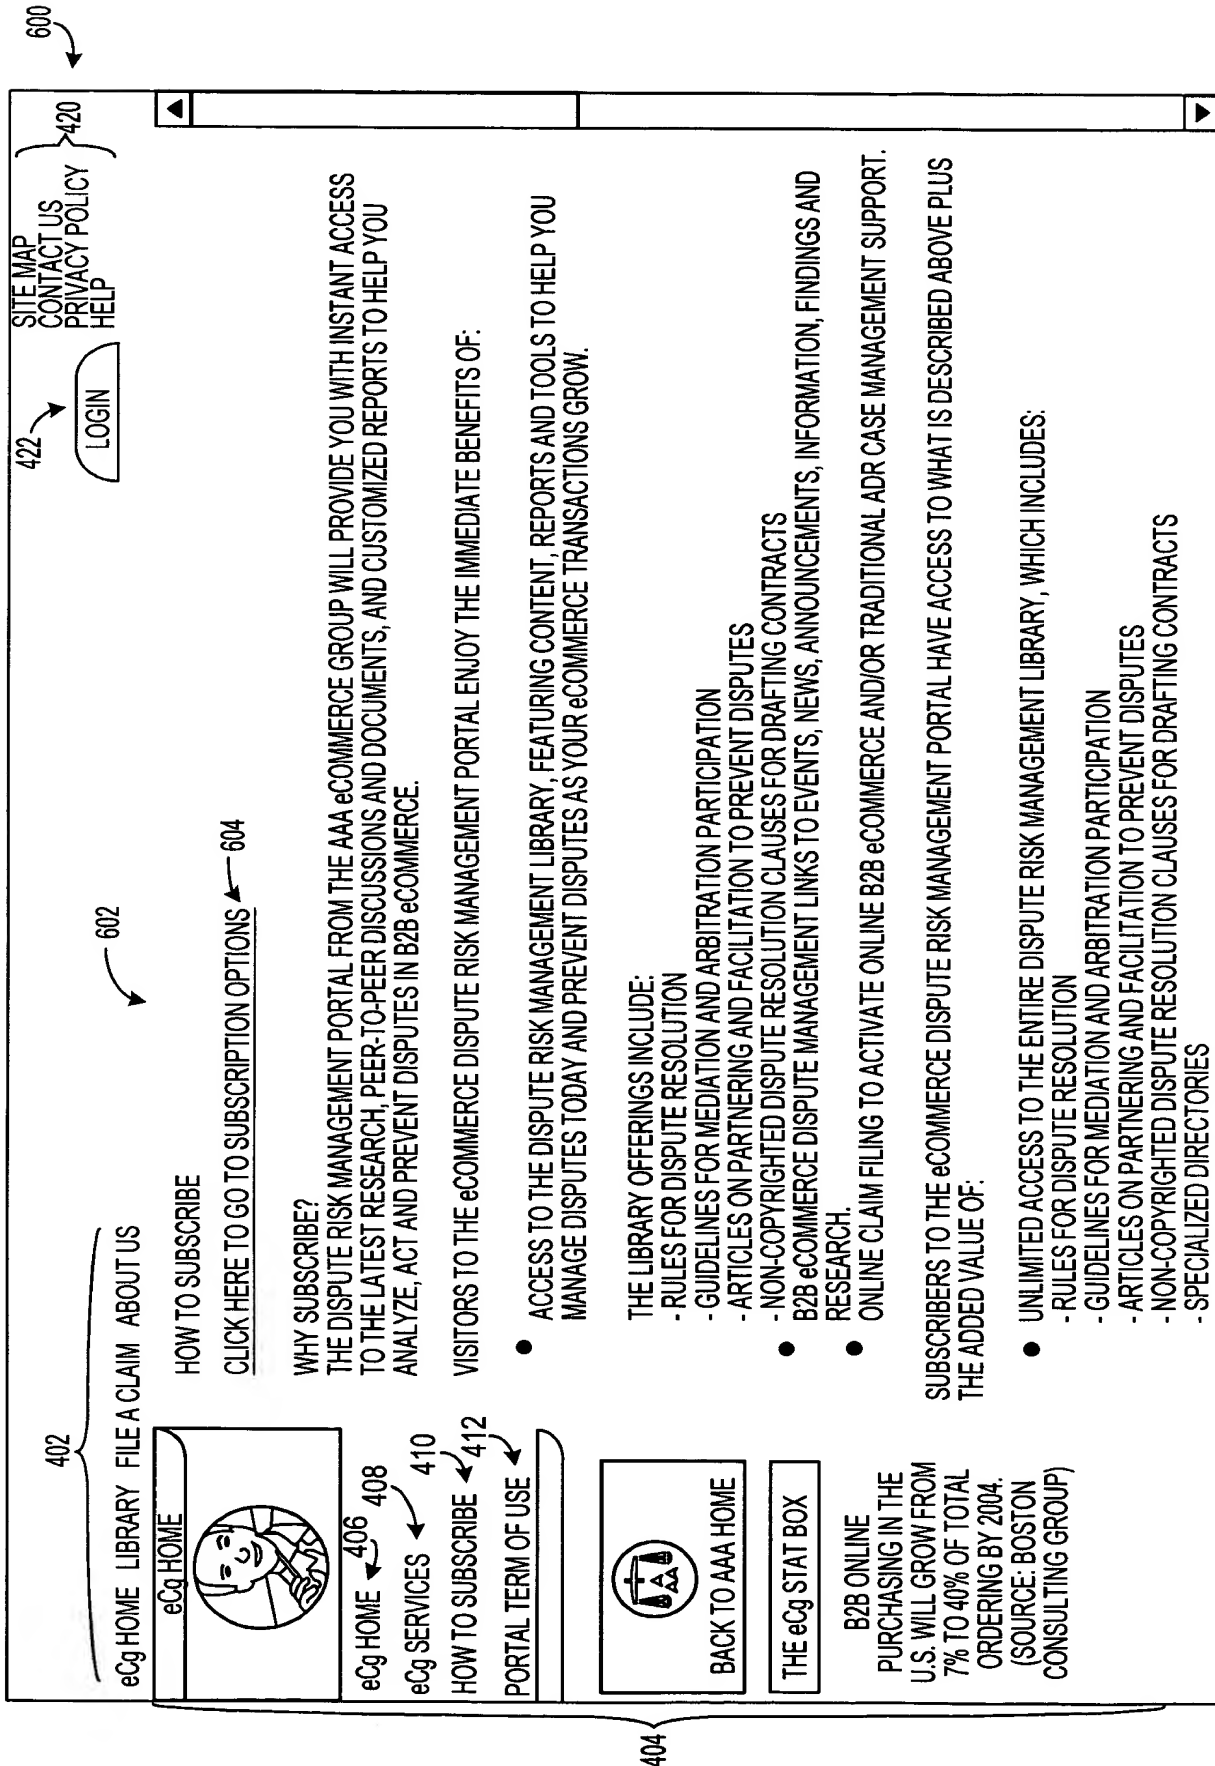 600
SITE MAP
CONTACT US
PRIVACY POLICY
HELP
420
422
LOGIN
402
eCg HOME LIBRARY FILE A CLAIM ABOUT US
602
eCg HOME
eCg HOME 406
eCg SERVICES 408
HOW TO SUBSCRIBE 410
PORTAL TERM OF USE 412
BACK TO AAA HOME
THE eCg STAT BOX
B2B ONLINE
PURCHASING IN THE
U.S. WILL GROW FROM
7% TO 40% OF TOTAL
ORDERING BY 2004.
(SOURCE: BOSTON
CONSULTING GROUP)
404
HOW TO SUBSCRIBE
CLICK HERE TO GO TO SUBSCRIPTION OPTIONS 604
WHY SUBSCRIBE?
THE DISPUTE RISK MANAGEMENT PORTAL FROM THE AAA eCOMMERCE GROUP WILL PROVIDE YOU WITH INSTANT ACCESS
TO THE LATEST RESEARCH, PEER-TO-PEER DISCUSSIONS AND DOCUMENTS, AND CUSTOMIZED REPORTS TO HELP YOU
ANALYZE, ACT AND PREVENT DISPUTES IN B2B eCOMMERCE.
VISITORS TO THE eCOMMERCE DISPUTE RISK MANAGEMENT PORTAL ENJOY THE IMMEDIATE BENEFITS OF:
● ACCESS TO THE DISPUTE RISK MANAGEMENT LIBRARY, FEATURING CONTENT, REPORTS AND TOOLS TO HELP YOU
MANAGE DISPUTES TODAY AND PREVENT DISPUTES AS YOUR eCOMMERCE TRANSACTIONS GROW.
THE LIBRARY OFFERINGS INCLUDE:
- RULES FOR DISPUTE RESOLUTION
- GUIDELINES FOR MEDIATION AND ARBITRATION PARTICIPATION
- ARTICLES ON PARTNERING AND FACILITATION TO PREVENT DISPUTES
- NON-COPYRIGHTED DISPUTE RESOLUTION CLAUSES FOR DRAFTING CONTRACTS
● B2B eCOMMERCE DISPUTE MANAGEMENT LINKS TO EVENTS, NEWS, ANNOUNCEMENTS, INFORMATION, FINDINGS AND
RESEARCH.
● ONLINE CLAIM FILING TO ACTIVATE ONLINE B2B eCOMMERCE AND/OR TRADITIONAL ADR CASE MANAGEMENT SUPPORT.
SUBSCRIBERS TO THE eCOMMERCE DISPUTE RISK MANAGEMENT PORTAL HAVE ACCESS TO WHAT IS DESCRIBED ABOVE PLUS
THE ADDED VALUE OF:
● UNLIMITED ACCESS TO THE ENTIRE DISPUTE RISK MANAGEMENT LIBRARY, WHICH INCLUDES:
- RULES FOR DISPUTE RESOLUTION
- GUIDELINES FOR MEDIATION AND ARBITRATION PARTICIPATION
- ARTICLES ON PARTNERING AND FACILITATION TO PREVENT DISPUTES
- NON-COPYRIGHTED DISPUTE RESOLUTION CLAUSES FOR DRAFTING CONTRACTS
- SPECIALIZED DIRECTORIES